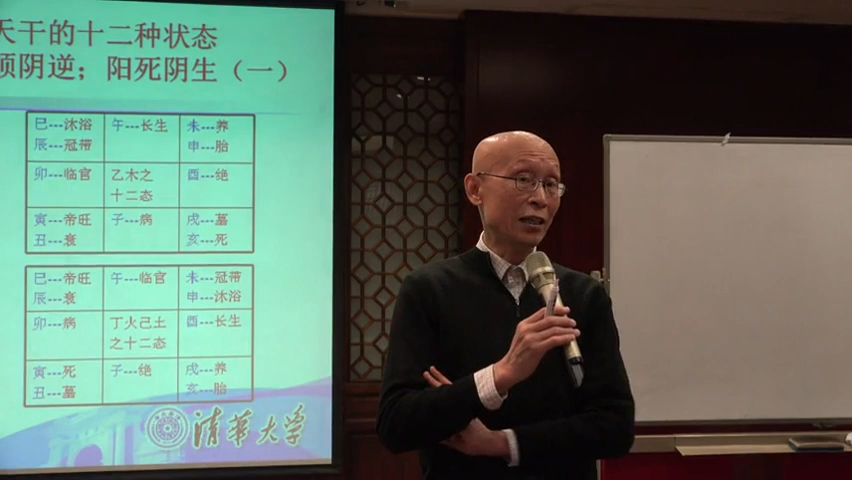 天干的十二种状态
顺阴逆；阳死阴生（一）
巳---沐浴 午---长生 未---养
辰---冠带 申---胎
卯---临官 乙木之 酉---绝
十二态
寅---帝旺 子---病 戌---墓
丑---衰 亥---死
巳---帝旺 午---临官 未---冠带
辰---衰 申---沐浴
卯---病 丁火己土 酉---长生
之十二态
寅---死 子---绝 戌---养
丑---墓 亥---胎
清华大学